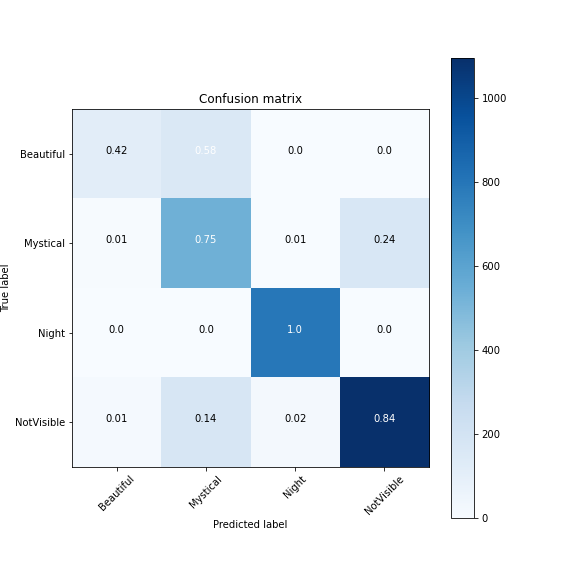 Confusion matrix
Beautiful 0.42 0.58 0.0 0.0
Mystical 0.01 0.75 0.01 0.24
Night 0.0 0.0 1.0 0.0
NotVisible 0.01 0.14 0.02 0.84
True label
Beautiful Mystical Night NotVisible
Predicted label
1000
800
600
400
200
0